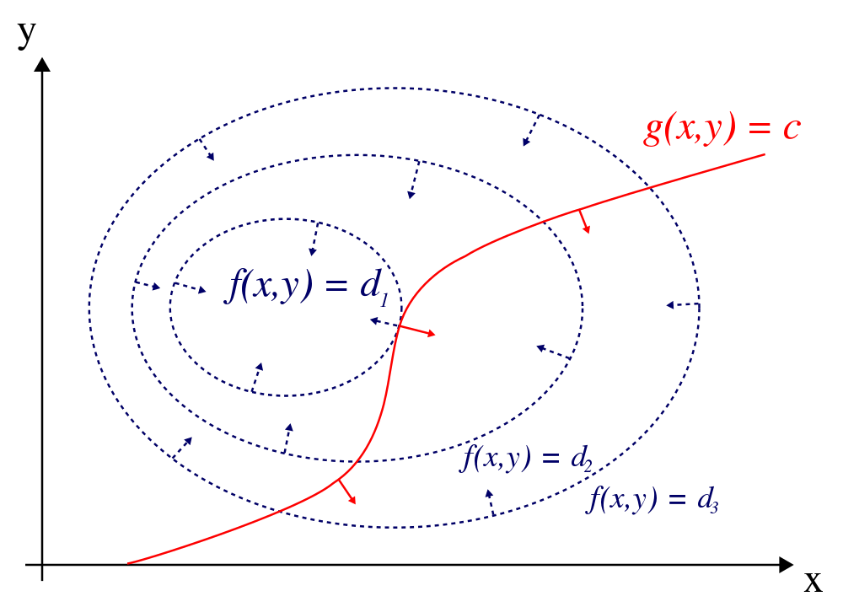 y
g(x,y) = c
f(x,y) = d₁
f(x,y) = d₂
f(x,y) = d₃
x